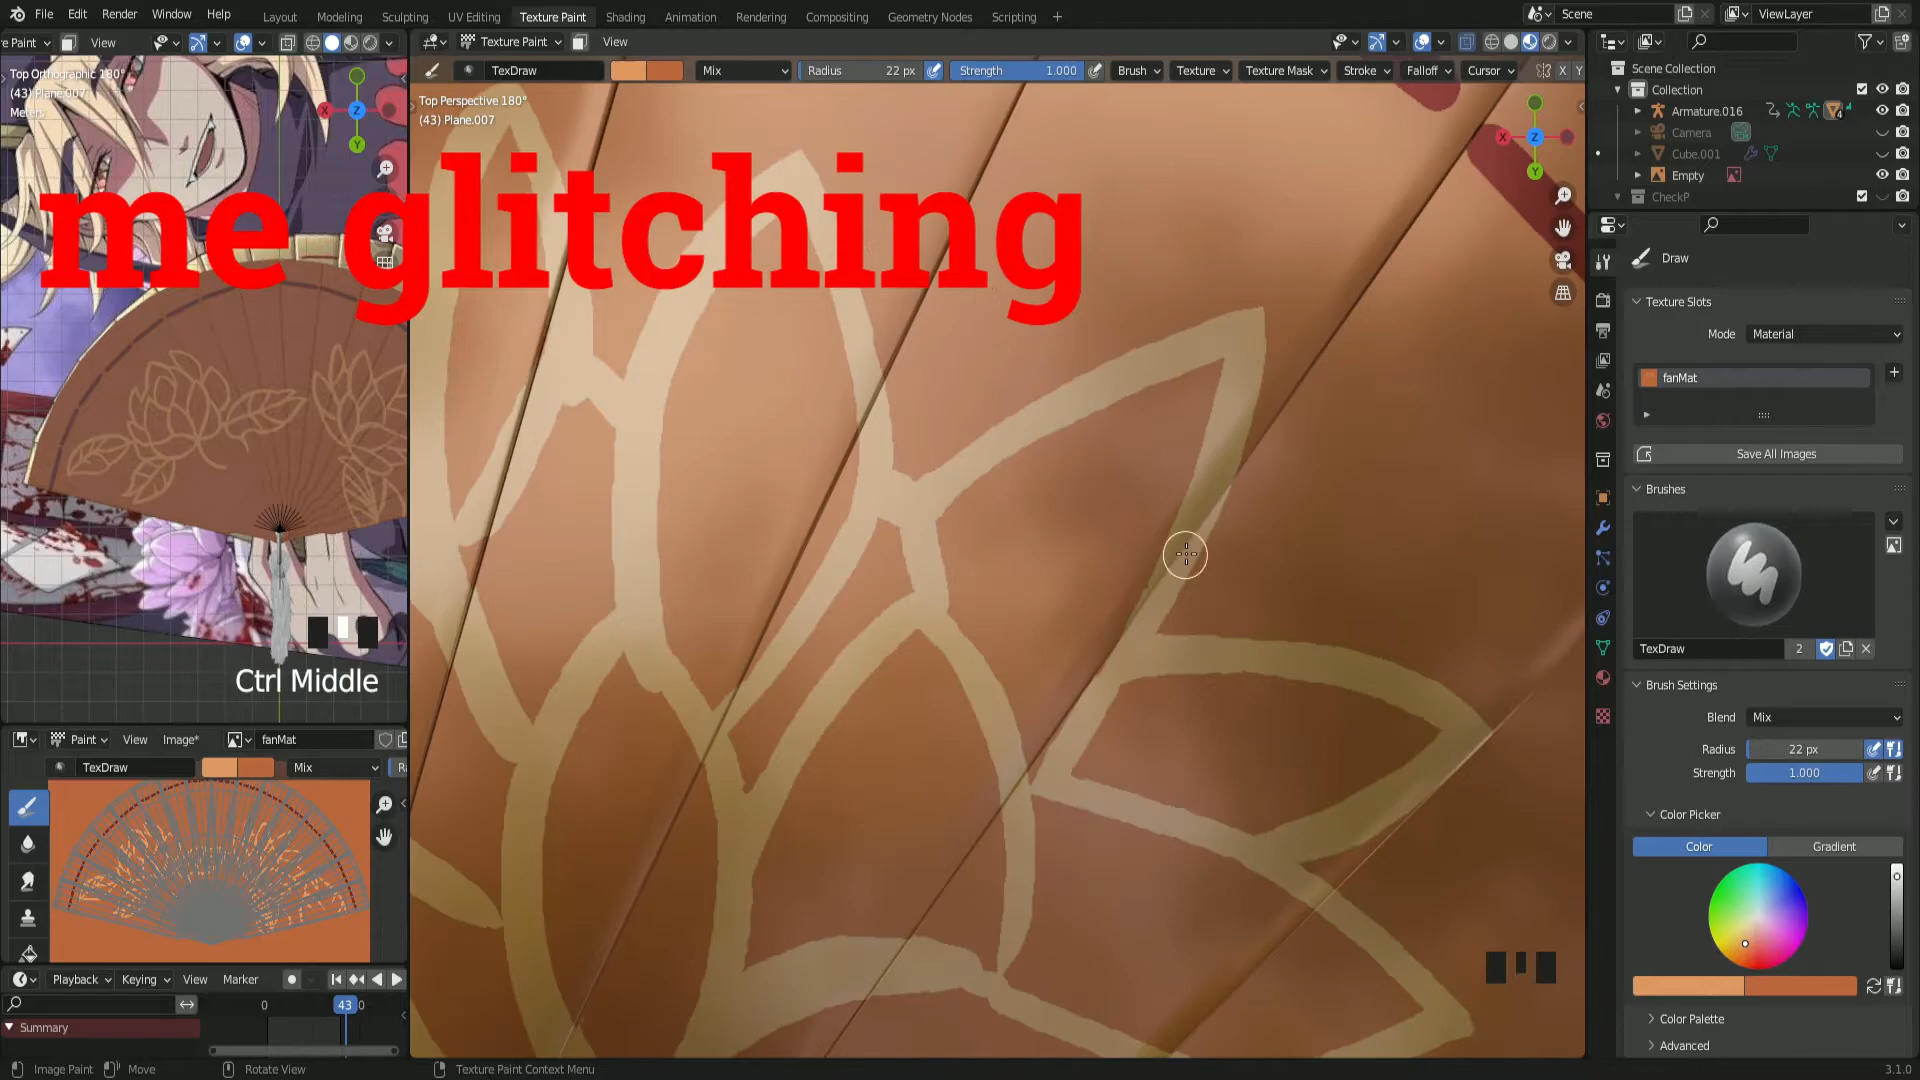 File Edit Render Window Help
Layout Modeling Sculpting UV Editing Texture Paint Shading Animation Rendering Compositing Geometry Nodes Scripting +
Scene
ViewLayer
re Paint View
Texture Paint View
TexDraw Mix Radius 22 px Strength 1.000 Brush Texture Texture Mask Stroke Falloff Cursor X Y
Top Orthographic 180°
(43) Plane.007
Meters
X Z Y
Top Perspective 180°
(43) Plane.007
X Z Y
me glitching
Ctrl Middle
Scene Collection
Collection
Armature.016 4
Camera
Cube.001
Empty
CheckP
Draw
Texture Slots
Mode Material
fanMat
Save All Images
Brushes
TexDraw 2
Brush Settings
Blend Mix
Radius 22 px
Strength 1.000
Color Picker
Color Gradient
Color Palette
Advanced
Paint View Image* fanMat
TexDraw Mix Ra
Playback Keying View Marker
0 43 0
Summary
Image Paint Move Rotate View Texture Paint Context Menu 3.1.0